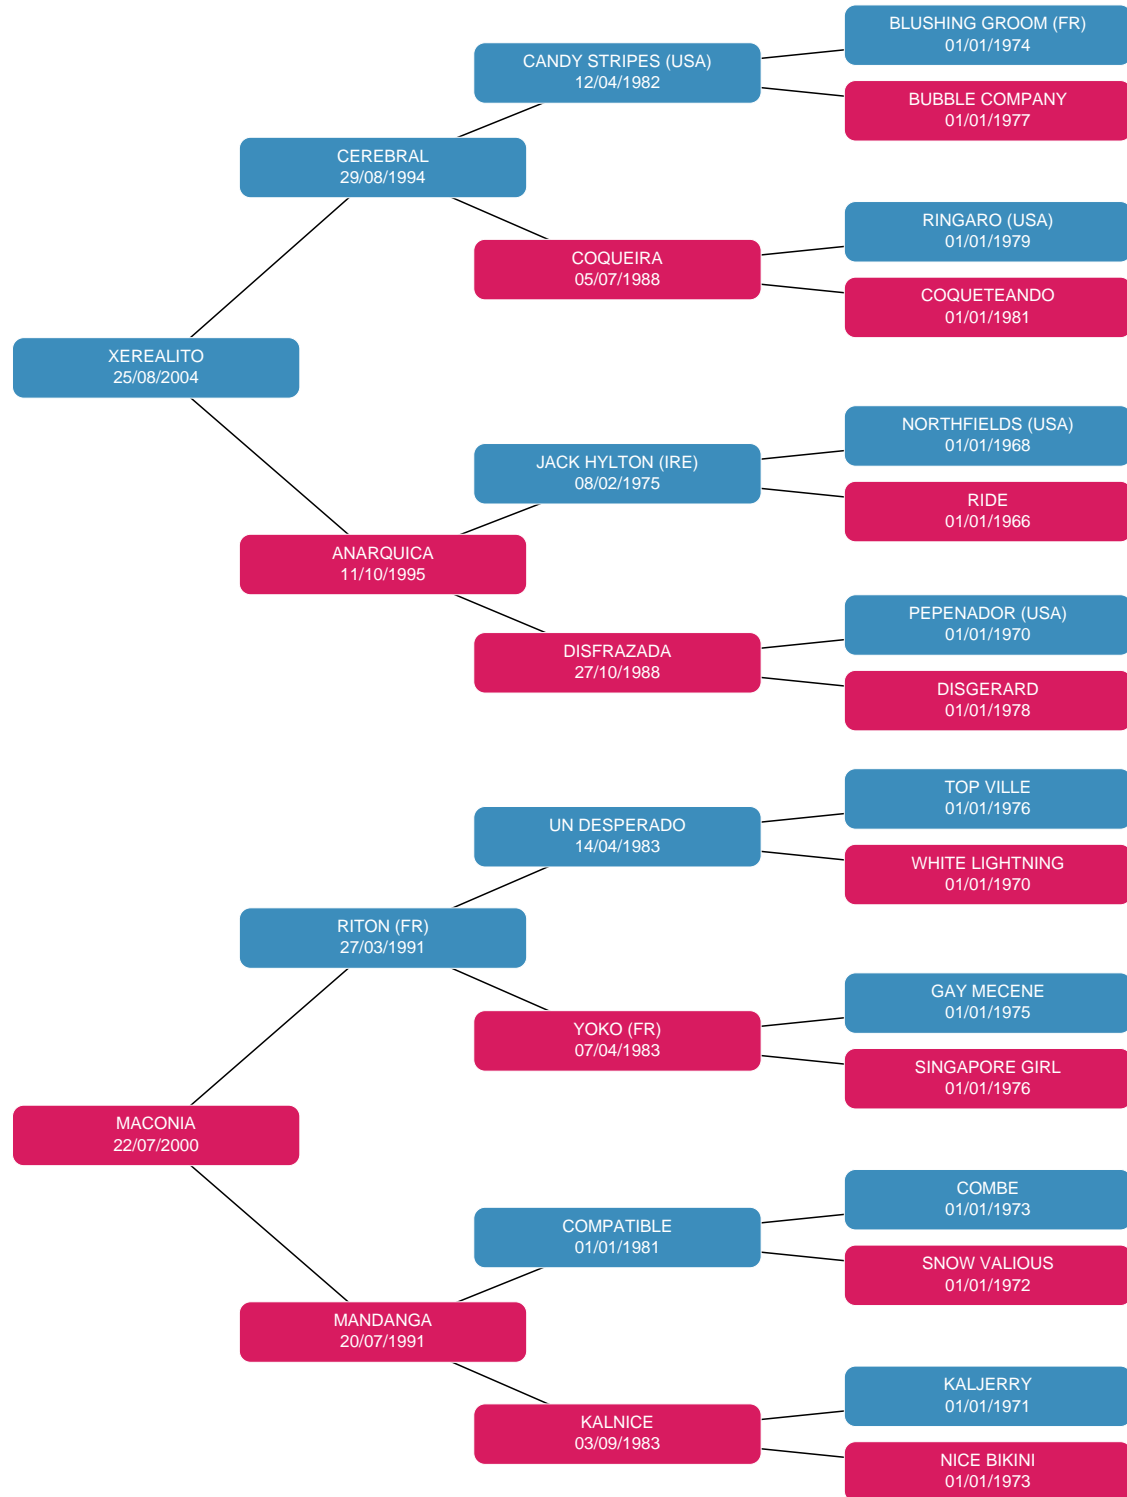 BLUSHING GROOM (FR)
01/01/1974
CANDY STRIPES (USA)
12/04/1982
BUBBLE COMPANY
01/01/1977
CEREBRAL
29/08/1994
RINGARO (USA)
01/01/1979
COQUEIRA
05/07/1988
COQUETEANDO
01/01/1981
XEREALITO
25/08/2004
NORTHFIELDS (USA)
01/01/1968
JACK HYLTON (IRE)
08/02/1975
RIDE
01/01/1966
ANARQUICA
11/10/1995
PEPENADOR (USA)
01/01/1970
DISFRAZADA
27/10/1988
DISGERARD
01/01/1978
TOP VILLE
01/01/1976
UN DESPERADO
14/04/1983
WHITE LIGHTNING
01/01/1970
RITON (FR)
27/03/1991
GAY MECENE
01/01/1975
YOKO (FR)
07/04/1983
SINGAPORE GIRL
01/01/1976
MACONIA
22/07/2000
COMBE
01/01/1973
COMPATIBLE
01/01/1981
SNOW VALIOUS
01/01/1972
MANDANGA
20/07/1991
KALJERRY
01/01/1971
KALNICE
03/09/1983
NICE BIKINI
01/01/1973